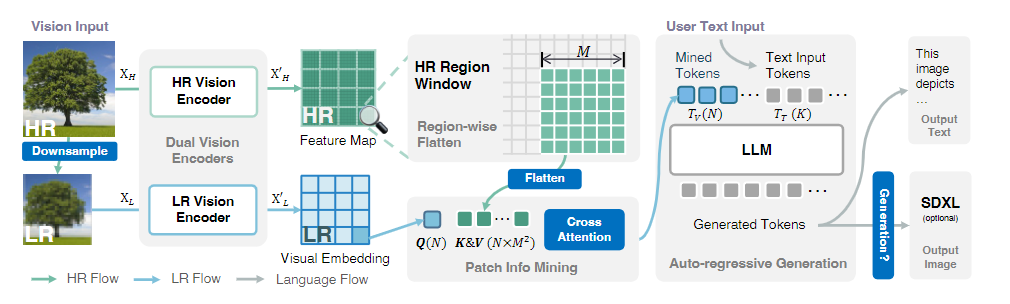 Vision Input
HR
Downsample
LR
X_H
X_L
HR Vision
Encoder
Dual Vision
Encoders
LR Vision
Encoder
X'_H
X'_L
HR
Feature Map
LR
Visual Embedding
HR Region
Window
Region-wise
Flatten
M
Flatten
Q(N)
K&V (N×M²)
Cross
Attention
Patch Info Mining
User Text Input
Mined
Tokens
Text Input
Tokens
T_V(N)
T_T (K)
LLM
Generated Tokens
Auto-regressive Generation
This
image
depicts
...
Output
Text
Generation?
SDXL
(optional)
Output
Image
HR Flow
LR Flow
Language Flow